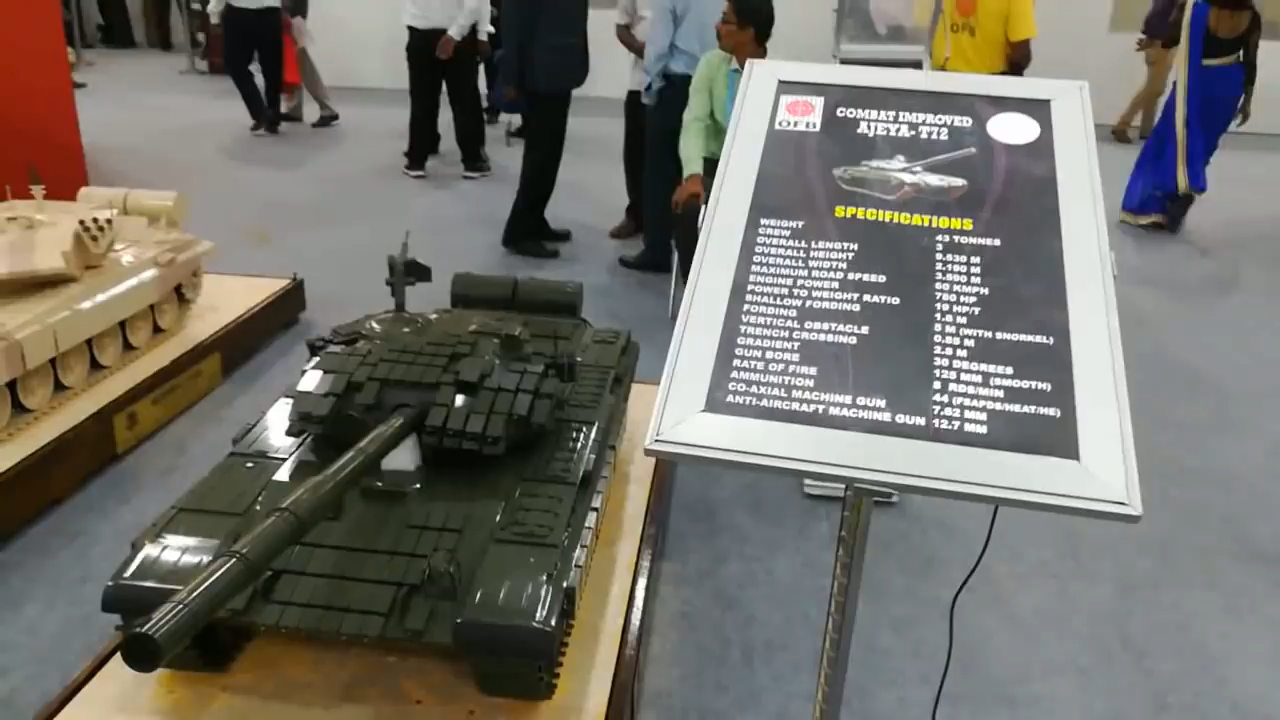 OFB
COMBAT IMPROVED
AJEYA-T72
SPECIFICATIONS
WEIGHT 43 TONNES
CREW 3
OVERALL LENGTH 9.530 M
OVERALL HEIGHT 2.190 M
OVERALL WIDTH 3.590 M
MAXIMUM ROAD SPEED 60 KMPH
ENGINE POWER 780 HP
POWER TO WEIGHT RATIO 19 HP/T
SHALLOW FORDING 1.8 M
FORDING 5 M (WITH SNORKEL)
VERTICAL OBSTACLE 0.85 M
TRENCH CROSSING 2.8 M
GRADIENT 30 DEGREES
GUN BORE 125 MM (SMOOTH)
RATE OF FIRE 8 RDS/MIN
AMMUNITION 44 (FSAPDS/HEAT/HE)
CO-AXIAL MACHINE GUN 7.62 MM
ANTI-AIRCRAFT MACHINE GUN 12.7 MM
OFB